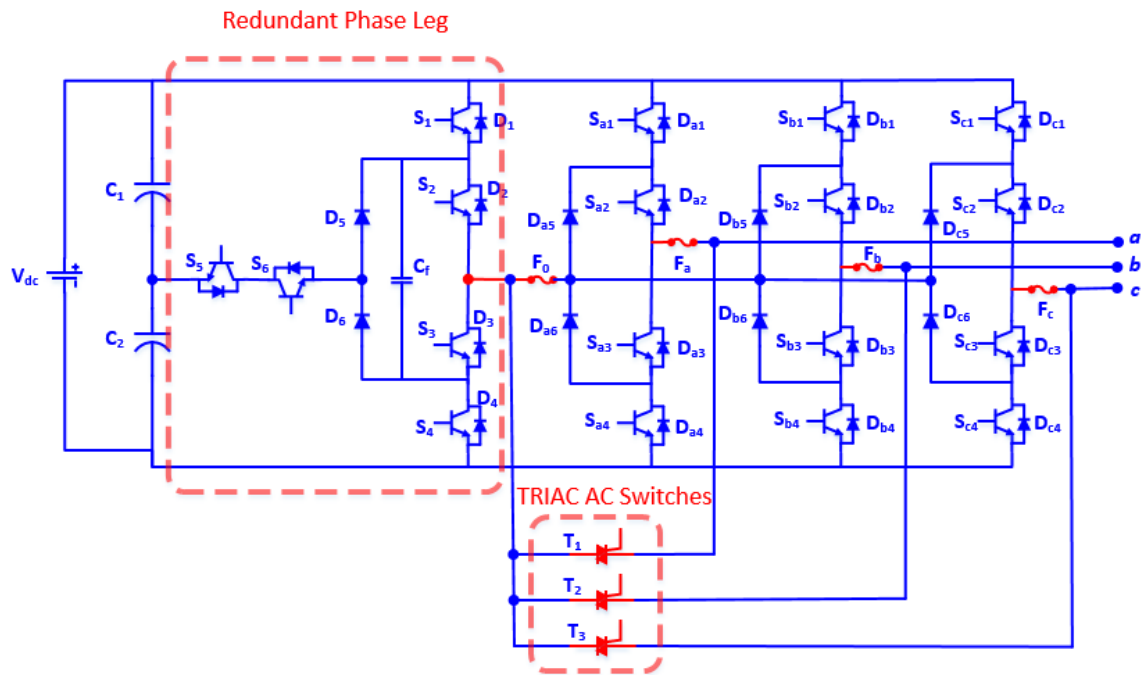 Redundant Phase Leg
S1 D1 Sa1 Da1 Sb1 Db1 Sc1 Dc1
C1 S2 D2 Sa2 Da2 Sb2 Db2 Sc2 Dc2
D5 Da5 Db5 Dc5
a
Vdc S5 S6 Cf F0 Fa Fb b
Fc c
C2 D6 D3 Da6 Db6 Dc6
S3 Sa3 Da3 Sb3 Db3 Sc3 Dc3
D4
S4 Sa4 Da4 Sb4 Db4 Sc4 Dc4
TRIAC AC Switches
T1
T2
T3